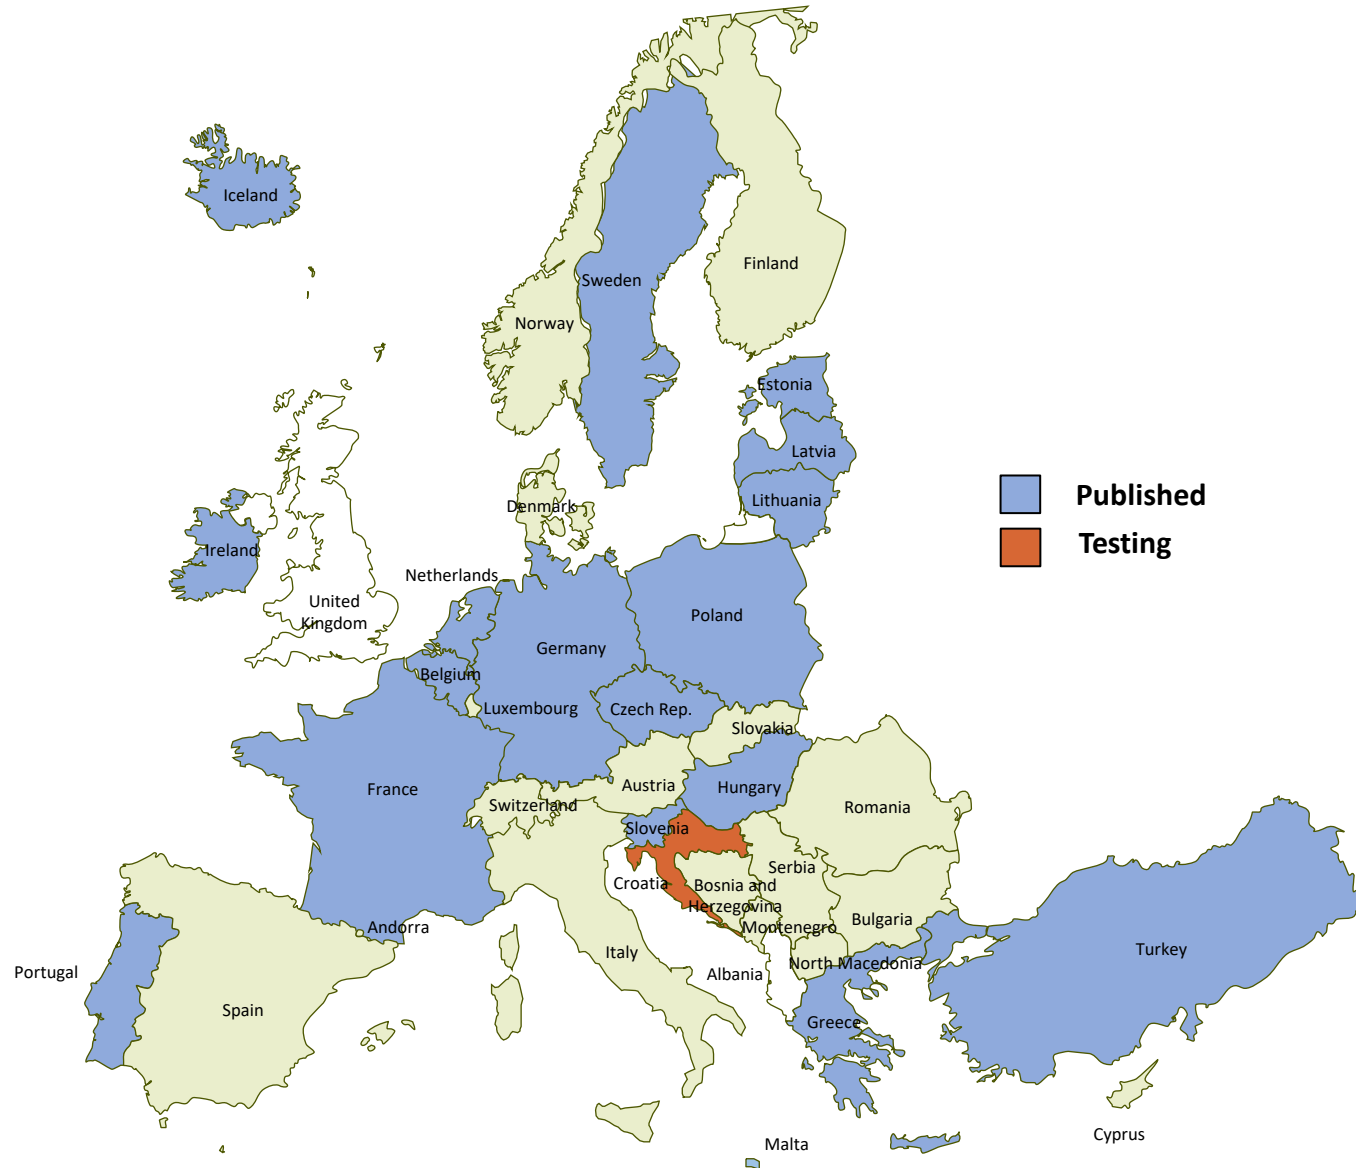 Iceland
Finland
Sweden
Norway
Estonia
Latvia
Lithuania
Published
Denmark
Testing
Ireland
Netherlands
United
Kingdom
Poland
Germany
Belgium
Luxembourg
Czech Rep.
Slovakia
France
Austria
Hungary
Switzerland
Romania
Slovenia
Serbia
Croatia
Bosnia and
Herzegovina
Bulgaria
Andorra
Montenegro
Italy
Turkey
North Macedonia
Portugal
Albania
Spain
Greece
Cyprus
Malta